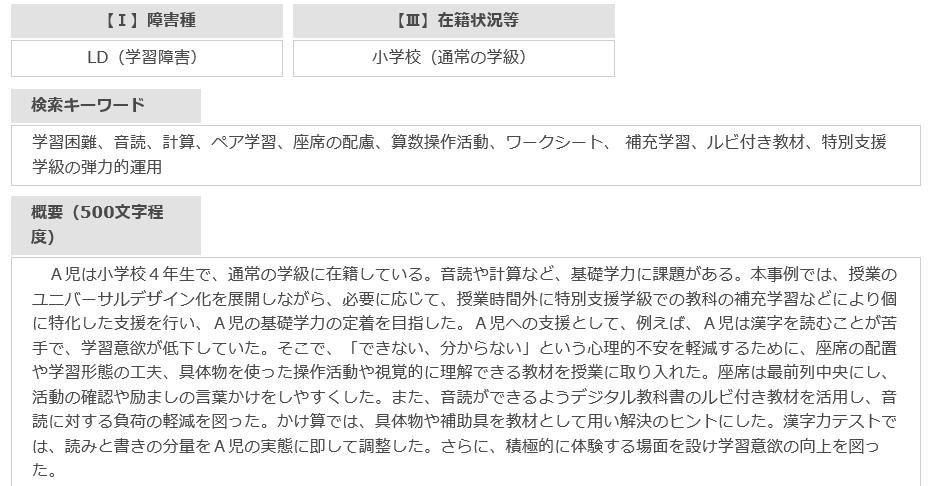 【Ⅰ】障害種
【Ⅲ】在籍状況等
LD（学習障害）
小学校（通常の学級）
検索キーワード
学習困難、音読、計算、ペア学習、座席の配慮、算数操作活動、ワークシート、 補充学習、ルビ付き教材、特別支援
学級の弾力的運用
概要（500文字程
度）
Ａ児は小学校４年生で、通常の学級に在籍している。音読や計算など、基礎学力に課題がある。本事例では、授業の
ユニバーサルデザイン化を展開しながら、必要に応じて、授業時間外に特別支援学級での教科の補充学習などにより個
に特化した支援を行い、Ａ児の基礎学力の定着を目指した。Ａ児への支援として、例えば、Ａ児は漢字を読むことが苦
手で、学習意欲が低下していた。そこで、「できない、分からない」という心理的不安を軽減するために、座席の配置
や学習形態の工夫、具体物を使った操作活動や視覚的に理解できる教材を授業に取り入れた。座席は最前列中央にし、
活動の確認や励ましの言葉かけをしやすくした。また、音読ができるようデジタル教科書のルビ付き教材を活用し、音
読に対する負荷の軽減を図った。かけ算では、具体物や補助具を教材として用い解決のヒントにした。漢字力テストで
は、読みと書きの分量をＡ児の実態に即して調整した。さらに、積極的に体験する場面を設け学習意欲の向上を図っ
た。